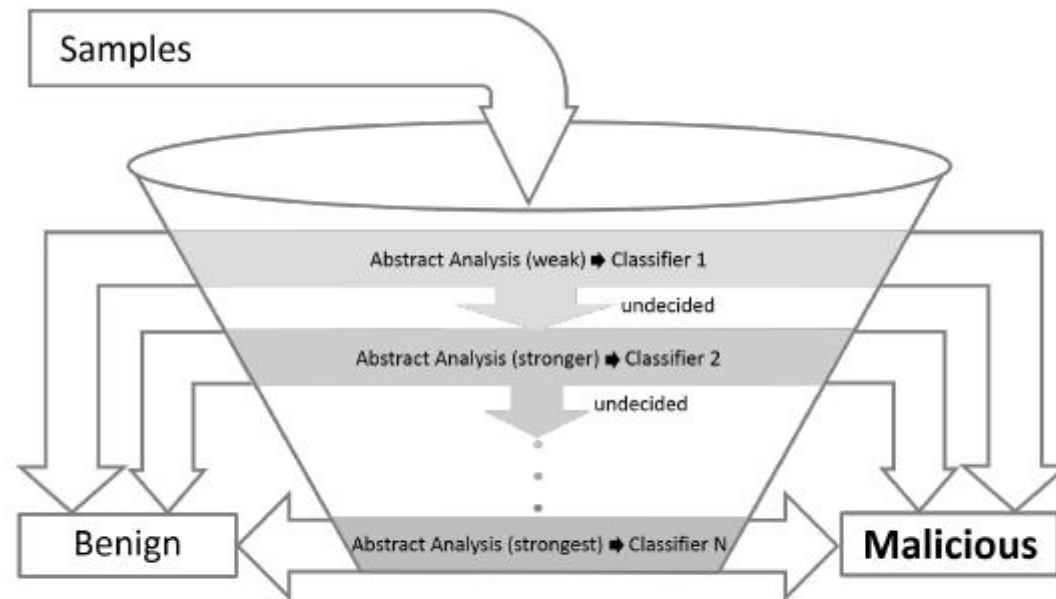 Samples
Abstract Analysis (weak) ➨ Classifier 1
undecided
Abstract Analysis (stronger) ➨ Classifier 2
undecided
Abstract Analysis (strongest) ➨ Classifier N
Benign
Malicious